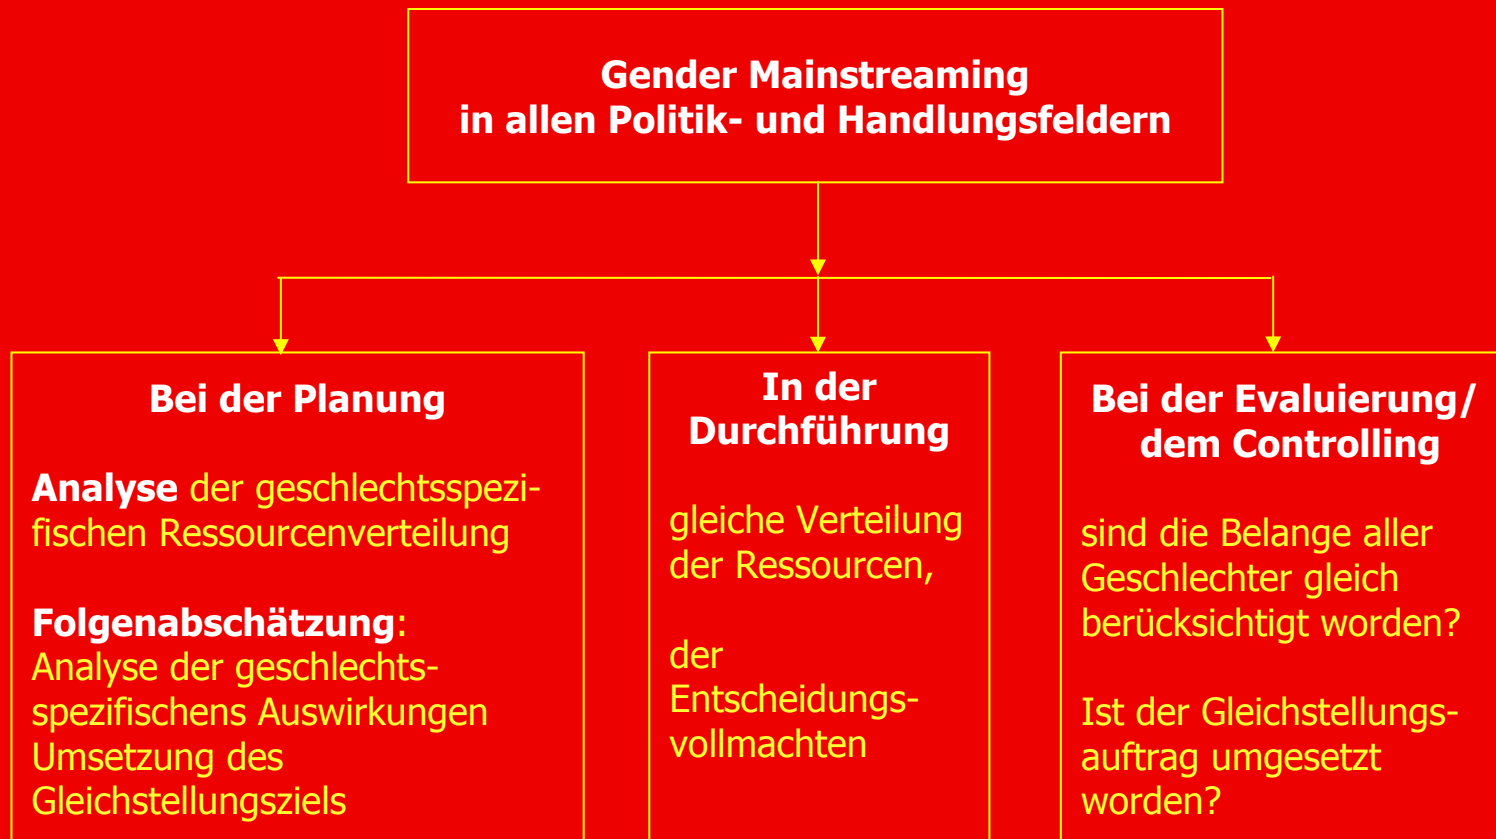 Gender Mainstreaming
in allen Politik- und Handlungsfeldern
Bei der Planung
Analyse der geschlechtsspezi-
fischen Ressourcenverteilung
Folgenabschätzung:
Analyse der geschlechts-
spezifischens Auswirkungen
Umsetzung des
Gleichstellungsziels
In der
Durchführung
gleiche Verteilung
der Ressourcen,
der
Entscheidungs-
vollmachten
Bei der Evaluierung/
dem Controlling
sind die Belange aller
Geschlechter gleich
berücksichtigt worden?
Ist der Gleichstellungs-
auftrag umgesetzt
worden?